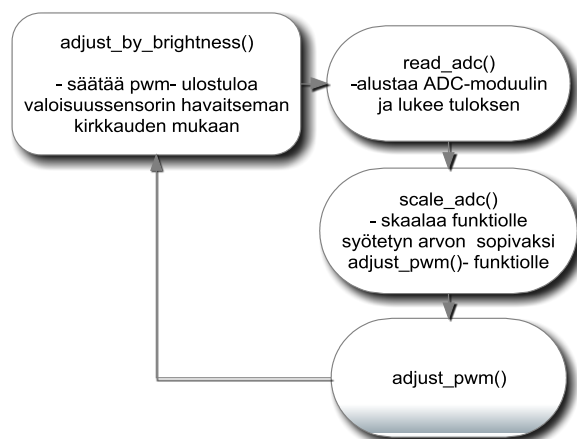 adjust_by_brightness()
- säätää pwm- ulostuloa
valoisuussensorin havaitseman
kirkkauden mukaan
read_adc()
-alustaa ADC-moduulin
ja lukee tuloksen
scale_adc()
- skaalaa funktiolle
syötetyn arvon sopivaksi
adjust_pwm()- funktiolle
adjust_pwm()